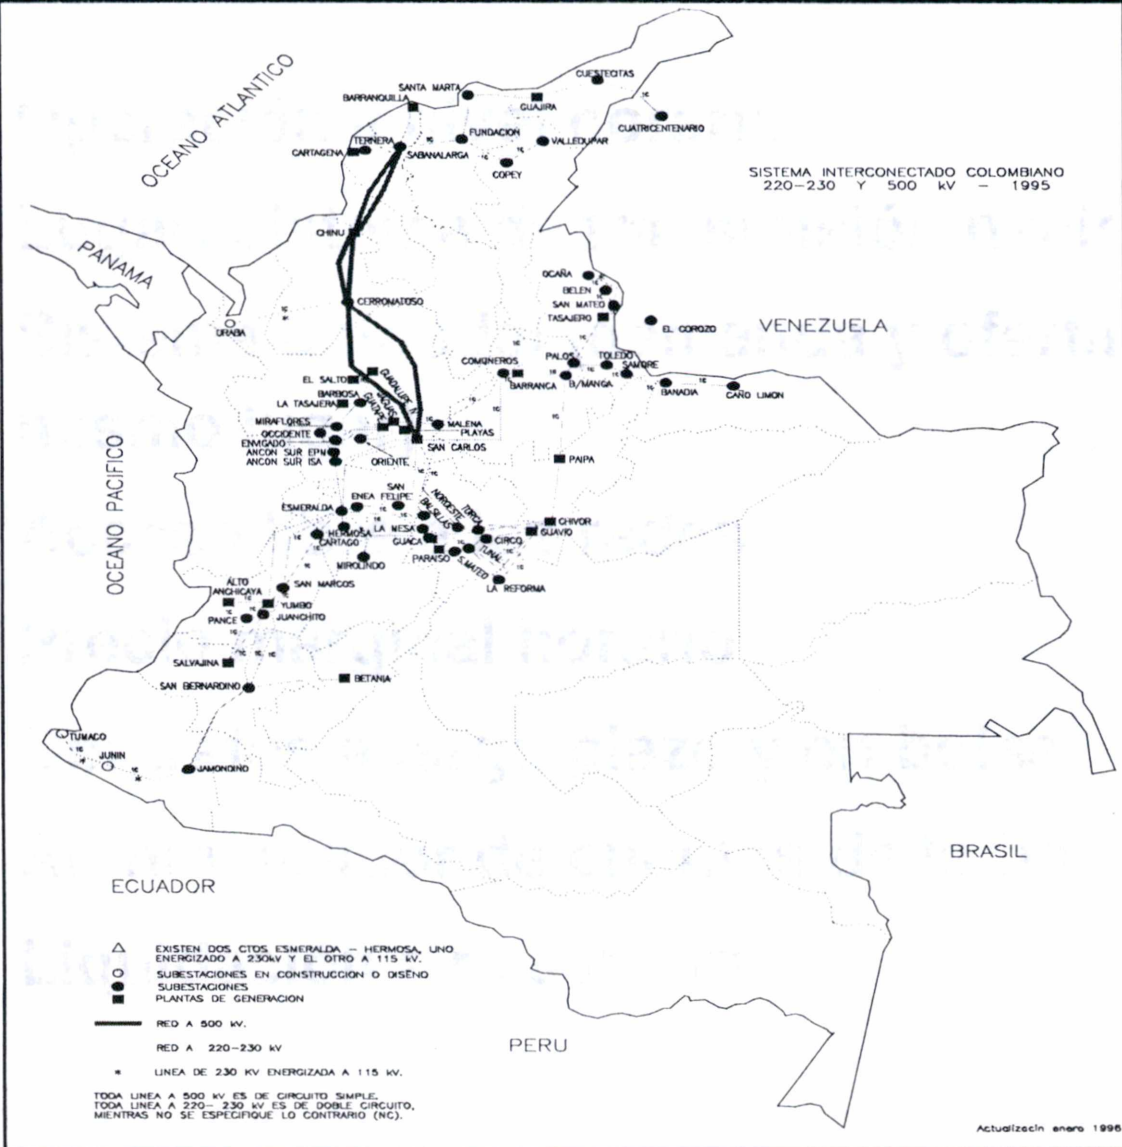 OCEANO ATLANTICO
SANTA MARTA
CUESTECITAS
BARRANQUILLA
GUAJIRA
CUATRICENTENARIO
TERNERA
FUNDACION
VALLEDUPAR
CARTAGENA
SABANALARGA
COPEY
SISTEMA INTERCONECTADO COLOMBIANO
220-230 Y 500 kV - 1995
CHINU
PANAMA
OCAÑA
BELEN
SAN MATEO
TASAJERO
EL COROZO
VENEZUELA
CERROMATOSO
URABA
COMUNEROS
PALOS
TOLEDO
SAMORE
BARRANCA
B/MANGA
BANADIA
CAÑO LIMON
EL SALTO
GUADALUPE IV
BARBOSA
LA TASAJERA
GUATAPE
JAGUAS
MIRAFLORES
OCCIDENTE
ENVIGADO
ANCON SUR EPM
ANCON SUR ISA
MALENA
PLAYAS
SAN CARLOS
ORIENTE
PAIPA
OCEANO PACIFICO
SAN
FELIPE
ENEA
ESMERALDA
NOROESTE
BALSILLAS
TORCA
CHIVOR
GUAVIO
HERMOSA
CARTAGO
LA MESA
GUACA
CIRCO
TUNAL
PARAISO
S.MATEO
MIROLINDO
LA REFORMA
ALTO
ANCHICAYA
SAN MARCOS
YUMBO
PANCE
JUANCHITO
SALVAJINA
BETANIA
SAN BERNARDINO
TUMACO
JUNIN
JAMONDINO
BRASIL
ECUADOR
PERU
EXISTEN DOS CTOS ESMERALDA - HERMOSA, UNO
ENERGIZADO A 230kV Y EL OTRO A 115 kV.
SUBESTACIONES EN CONSTRUCCION O DISEÑO
SUBESTACIONES
PLANTAS DE GENERACION
RED A 500 kV.
RED A 220-230 kV
* LINEA DE 230 KV ENERGIZADA A 115 KV.
TODA LINEA A 500 kV ES DE CIRCUITO SIMPLE.
TODA LINEA A 220- 230 kV ES DE DOBLE CIRCUITO,
MIENTRAS NO SE ESPECIFIQUE LO CONTRARIO (NC).
Actualizacin enero 1996